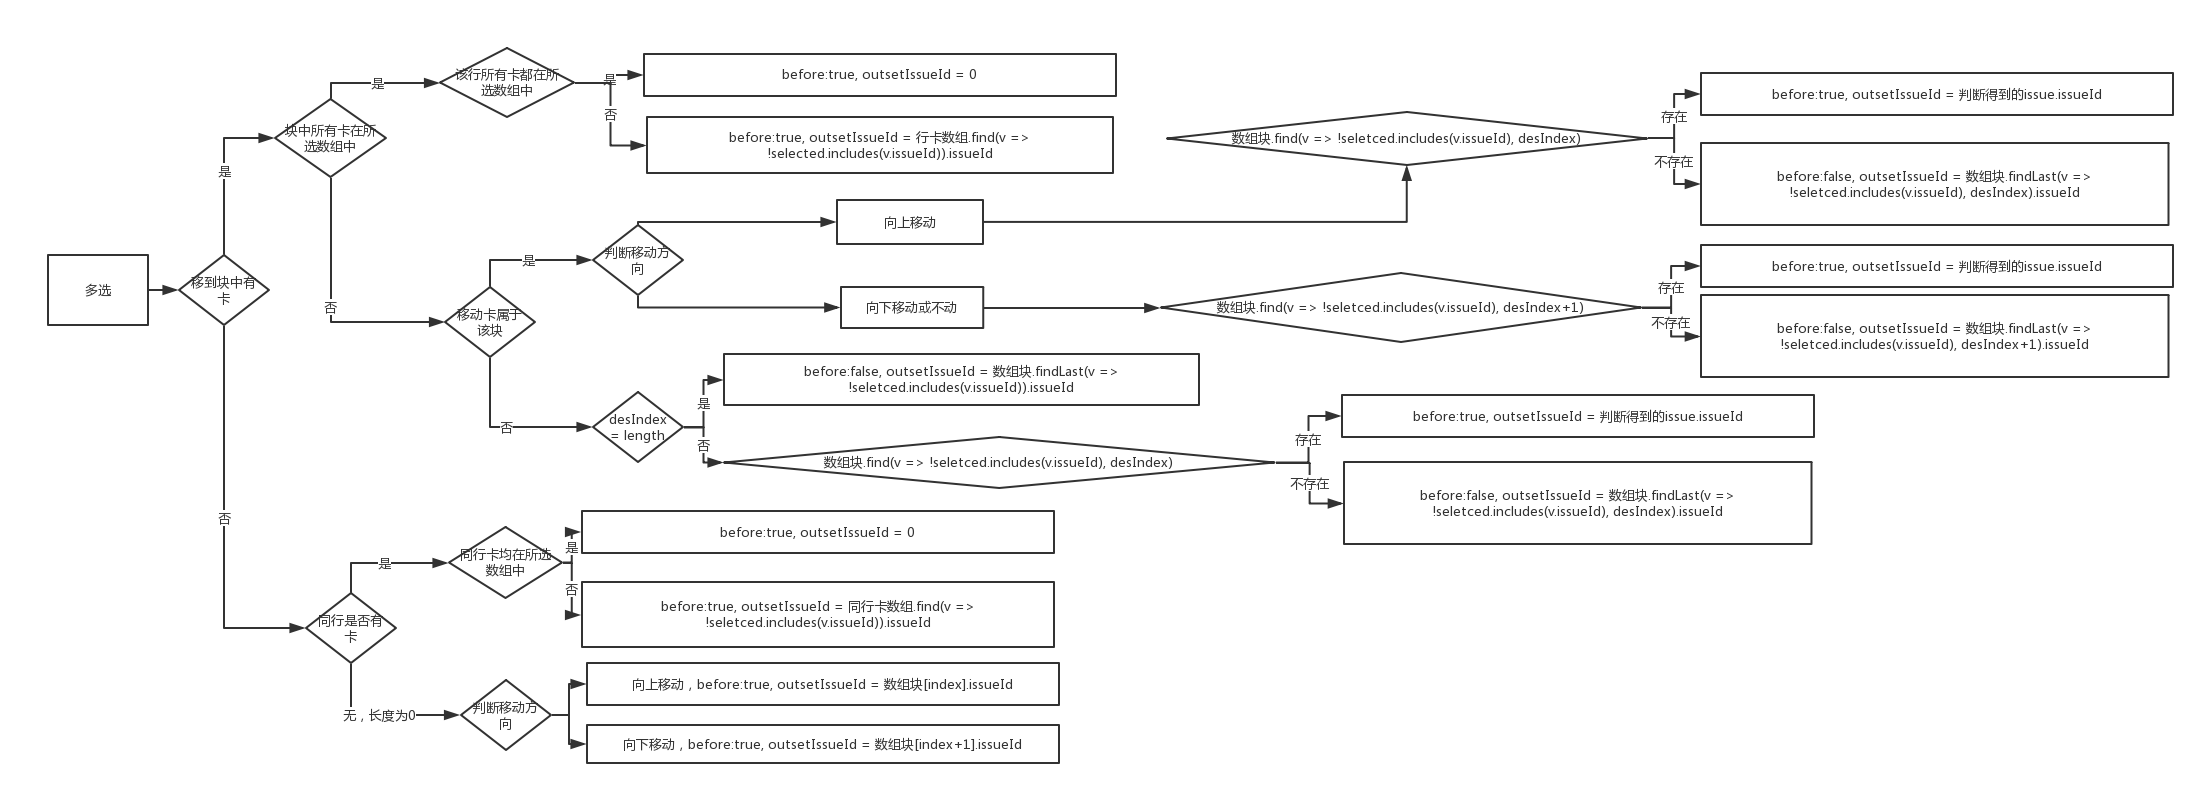 多选
移到块中有
卡
是
否
块中所有卡在所
选数组中
是
否
该行所有卡都在所
选数组中
是
before:true, outsetIssueId = 0
否
before:true, outsetIssueId = 行卡数组.find(v =>
!selected.includes(v.issueId)).issueId
移动卡属于
该块
是
否
判断移动方
向
向上移动
数组块.find(v => !seletced.includes(v.issueId), desIndex)
存在
before:true, outsetIssueId = 判断得到的issue.issueId
不存在
before:false, outsetIssueId = 数组块.findLast(v =>
!seletced.includes(v.issueId), desIndex).issueId
向下移动或不动
数组块.find(v => !seletced.includes(v.issueId), desIndex+1)
存在
before:true, outsetIssueId = 判断得到的issue.issueId
不存在
before:false, outsetIssueId = 数组块.findLast(v =>
!seletced.includes(v.issueId), desIndex+1).issueId
desIndex
= length
是
before:false, outsetIssueId = 数组块.findLast(v =>
!seletced.includes(v.issueId)).issueId
否
数组块.find(v => !seletced.includes(v.issueId), desIndex)
存在
before:true, outsetIssueId = 判断得到的issue.issueId
不存在
before:false, outsetIssueId = 数组块.findLast(v =>
!seletced.includes(v.issueId), desIndex).issueId
同行是否有
卡
是
同行卡均在所选
数组中
是
before:true, outsetIssueId = 0
否
before:true, outsetIssueId = 同行卡数组.find(v =>
!seletced.includes(v.issueId)).issueId
无，长度为0
判断移动方
向
向上移动，before:true, outsetIssueId = 数组块[index].issueId
向下移动，before:true, outsetIssueId = 数组块[index+1].issueId